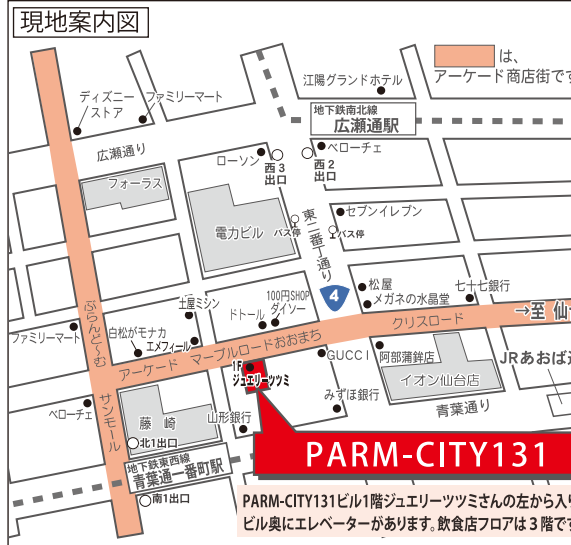 現地案内図
は、
アーケード商店街です
江陽グランドホテル
ディズニー
ストア
ファミリーマート
地下鉄南北線
広瀬通駅
広瀬通り
ローソン
西3
出口
西2
出口
ベローチェ
フォーラス
電力ビル
バス停
東二番丁通り
セブンイレブン
バス停
4
松屋
メガネの水晶堂
七十七銀行
100円SHOP
ダイソー
ドトール
土屋ミシン
ぶらんど~む
ファミリーマート
白松がモナカ
エメフィール
クリスロード
→至 仙
アーケード マーブルロードおおまち
1F
ジュエリーツツミ
GUCCI
阿部蒲鉾店
JRあおば通
イオン仙台店
ベローチェ
サンモール
藤崎
山形銀行
みずほ銀行
青葉通り
北1出口
地下鉄東西線
青葉通一番町駅
南1出口
PARM-CITY131
PARM-CITY131ビル1階ジュエリーツツミさんの左から入り
ビル奥にエレベーターがあります。飲食店フロアは3階です